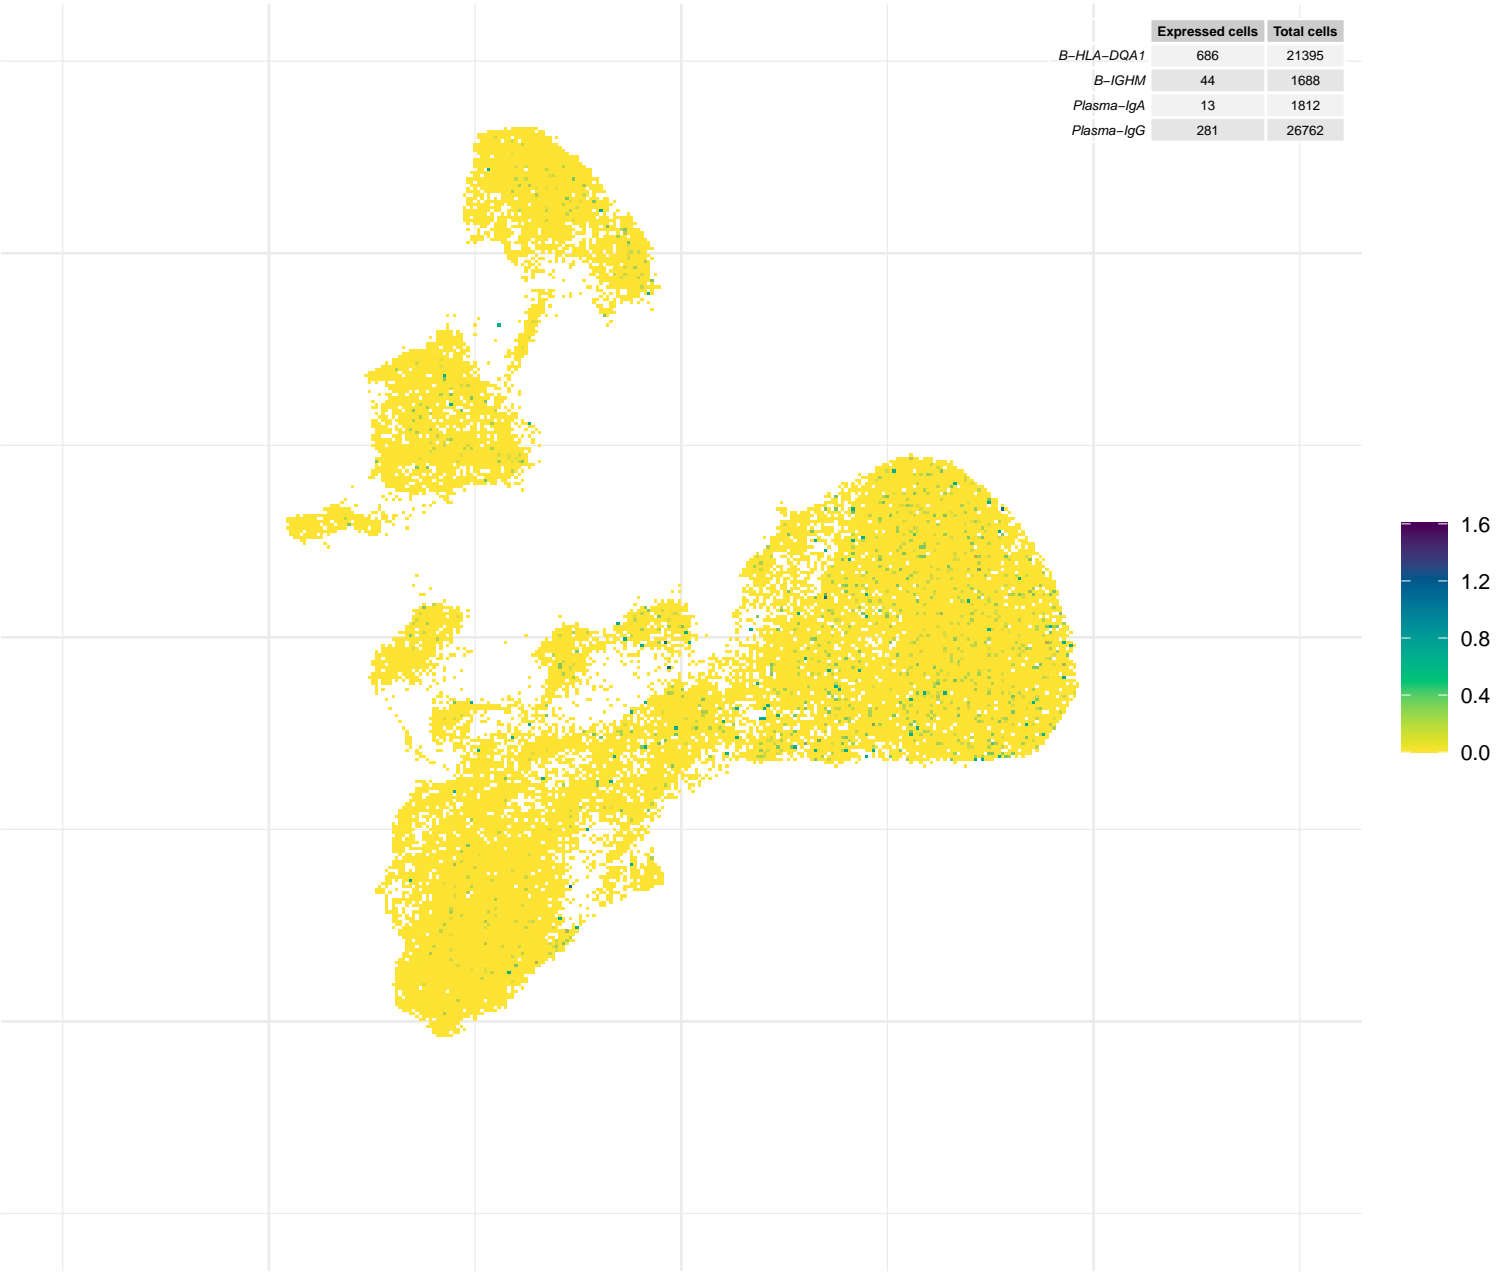 Expressed cells Total cells
B−HLA−DQA1 686 21395
B−IGHM 44 1688
Plasma−IgA 13 1812
Plasma−IgG 281 26762
1.6
1.2
0.8
0.4
0.0